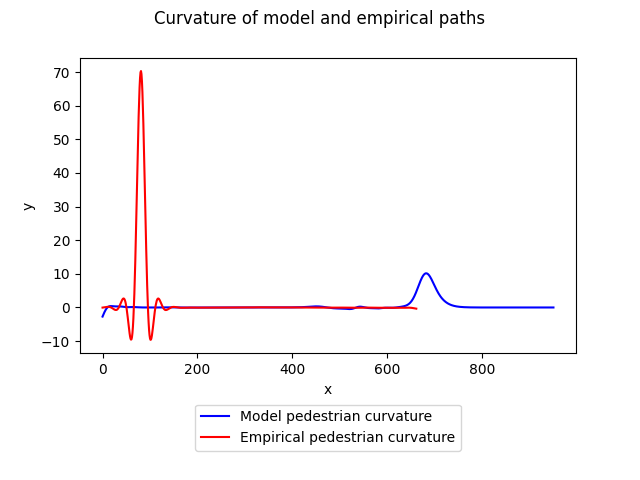 Curvature of model and empirical paths
70
60
50
40
30
20
10
0
−10
y
0 200 400 600 800
x
Model pedestrian curvature
Empirical pedestrian curvature